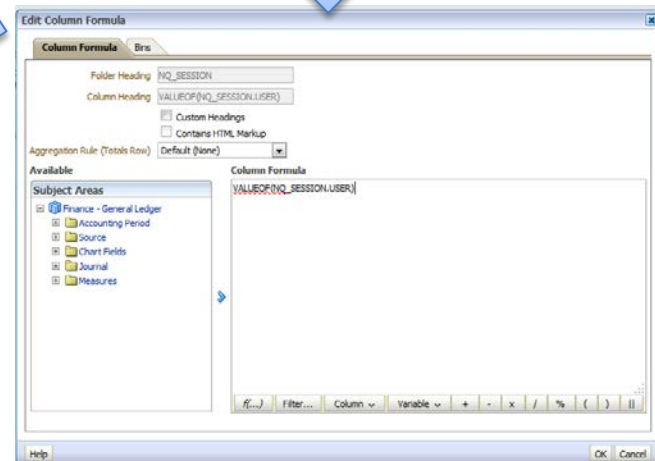 Edit Column Formula
Column Formula Bins
Folder Heading NQ_SESSION
Column Heading VALUEOF(NQ_SESSION.USER)
Custom Headings
Contains HTML Markup
Aggregation Rule (Totals Row) Default (None)
Available Column Formula
Subject Areas VALUEOF(NQ_SESSION.USER)
Finance - General Ledger
Accounting Period
Source
Chart Fields
Journal
Measures
f(...) Filter... Column Variable + - x / % ( ) ||
Help OK Cancel